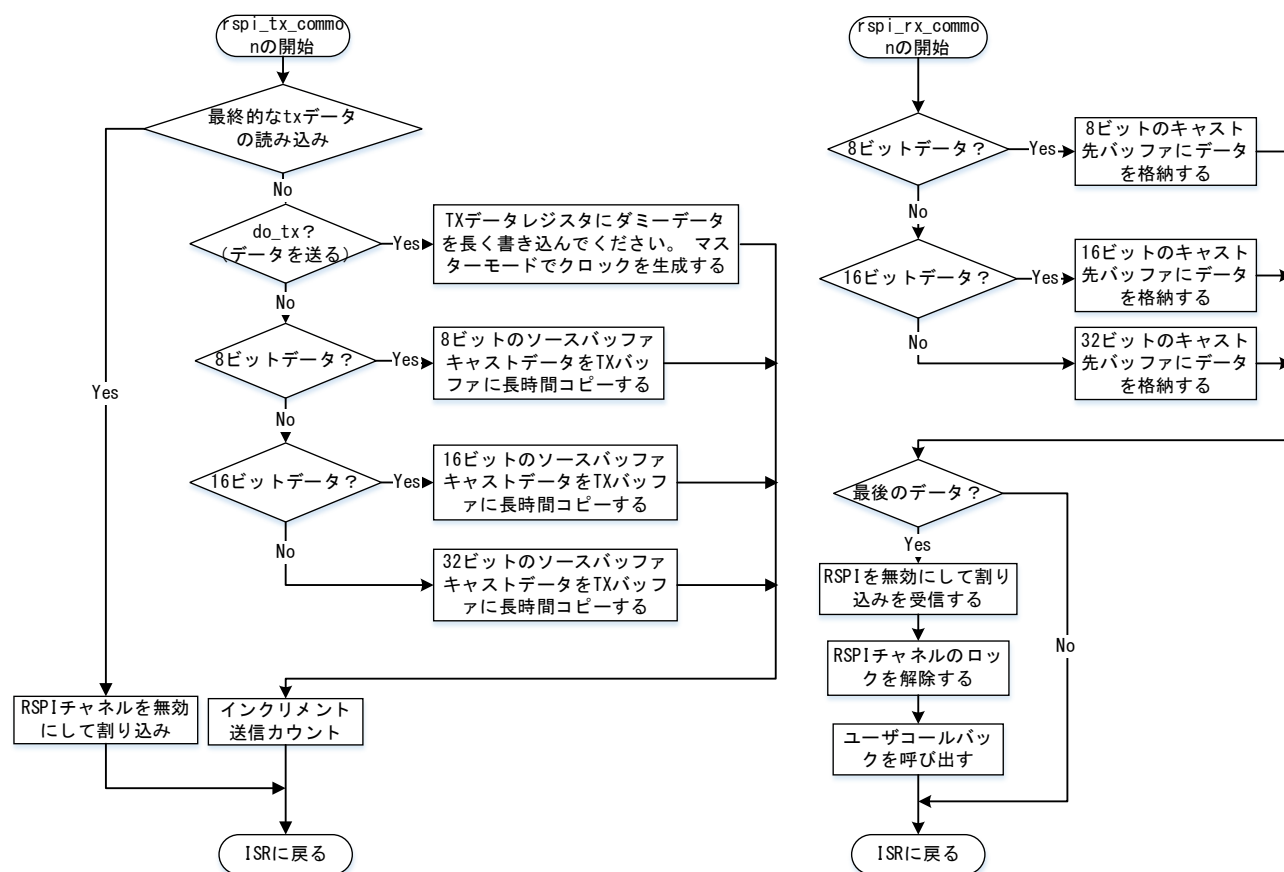 rspi_tx_commo
nの開始
最終的なtxデータ
の読み込み
No
do_tx？
(データを送る)
Yes
TXデータレジスタにダミーデータ
を長く書き込んでください。 マス
ターモードでクロックを生成する
No
8ビットデータ？
Yes
8ビットのソースバッファ
キャストデータをTXバッ
ファに長時間コピーする
Yes
No
16ビットデータ？
Yes
16ビットのソースバッファ
キャストデータをTXバッフ
ァに長時間コピーする
No
32ビットのソースバッファ
キャストデータをTXバッフ
ァに長時間コピーする
RSPIチャネルを無効
にして割り込み
インクリメント
送信カウント
ISRに戻る
rspi_rx_commo
nの開始
8ビットデータ？
Yes
8ビットのキャスト
先バッファにデータ
を格納する
No
16ビットデータ？
Yes
16ビットのキャスト
先バッファにデータ
を格納する
No
32ビットのキャスト
先バッファにデータ
を格納する
最後のデータ？
Yes
RSPIを無効にして割り
込みを受信する
No
RSPIチャネルのロッ
クを解除する
ユーザコールバッ
クを呼び出す
ISRに戻る